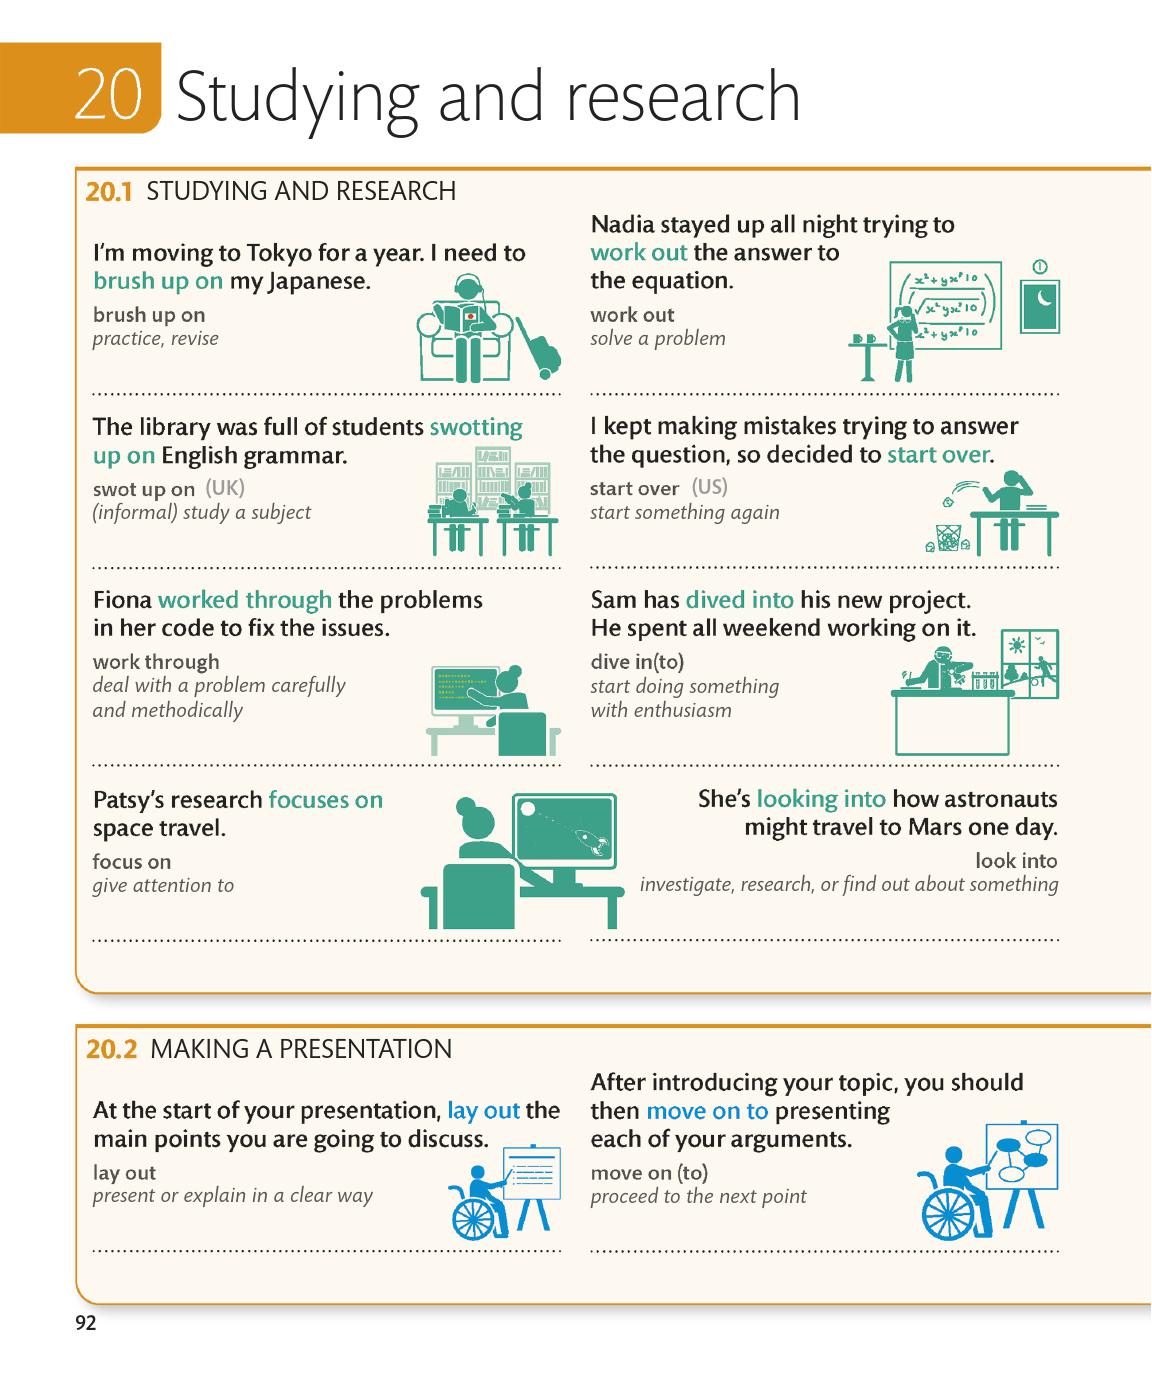 20 Studying and research
20.1 STUDYING AND RESEARCH
I'm moving to Tokyo for a year. I need to
brush up on my Japanese.
brush up on
practice, revise
Nadia stayed up all night trying to
work out the answer to
the equation.
work out
solve a problem
The library was full of students swotting
up on English grammar.
swot up on (UK)
(informal) study a subject
I kept making mistakes trying to answer
the question, so decided to start over.
start over (US)
start something again
Fiona worked through the problems
in her code to fix the issues.
work through
deal with a problem carefully
and methodically
Sam has dived into his new project.
He spent all weekend working on it.
dive in(to)
start doing something
with enthusiasm
Patsy's research focuses on
space travel.
focus on
give attention to
She's looking into how astronauts
might travel to Mars one day.
look into
investigate, research, or find out about something
20.2 MAKING A PRESENTATION
At the start of your presentation, lay out the
main points you are going to discuss.
lay out
present or explain in a clear way
After introducing your topic, you should
then move on to presenting
each of your arguments.
move on (to)
proceed to the next point
92